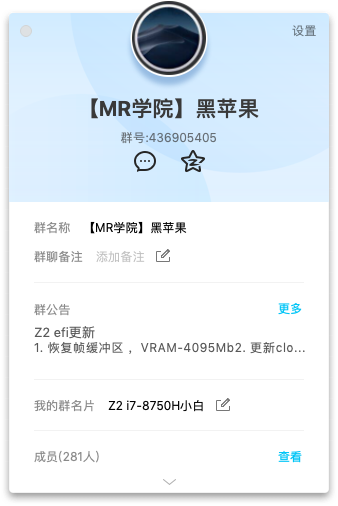 设置
【MR学院】黑苹果
群号:436905405
群名称 【MR学院】黑苹果
群聊备注 添加备注
群公告 更多
Z2 efi更新
1. 恢复帧缓冲区 ，VRAM-4095Mb2. 更新clo...
我的群名片 Z2 i7-8750H小白
成员(281人) 查看